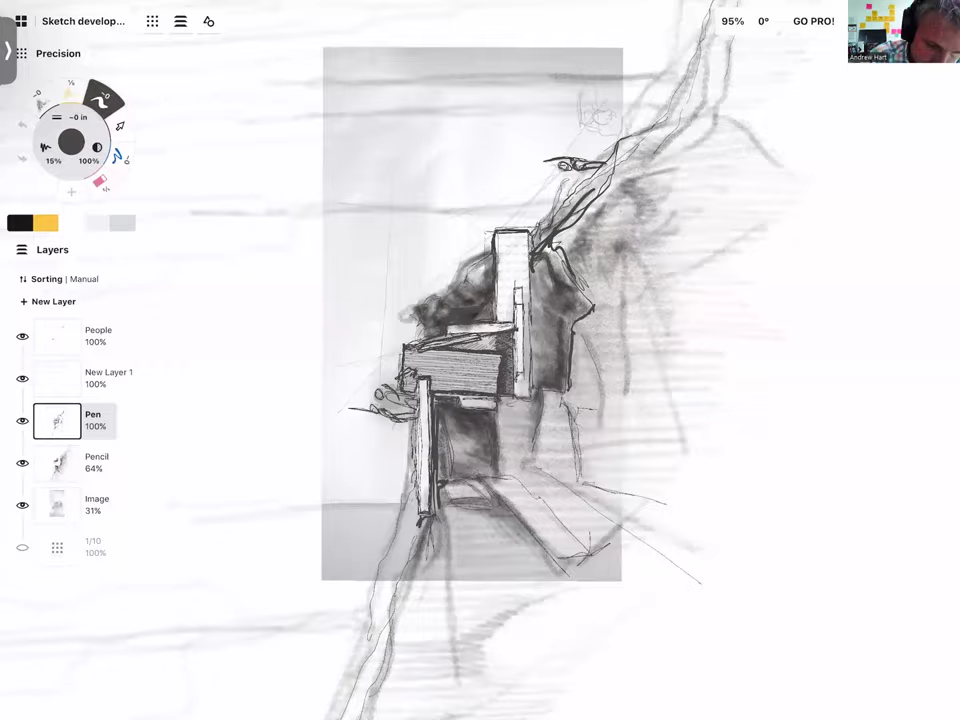 Sketch develop...
95% 0° GO PRO!
Andrew Hart
Precision
~0 in
15% 100%
Layers
Sorting | Manual
+ New Layer
People
100%
New Layer 1
100%
Pen
100%
Pencil
64%
Image
31%
1/10
100%